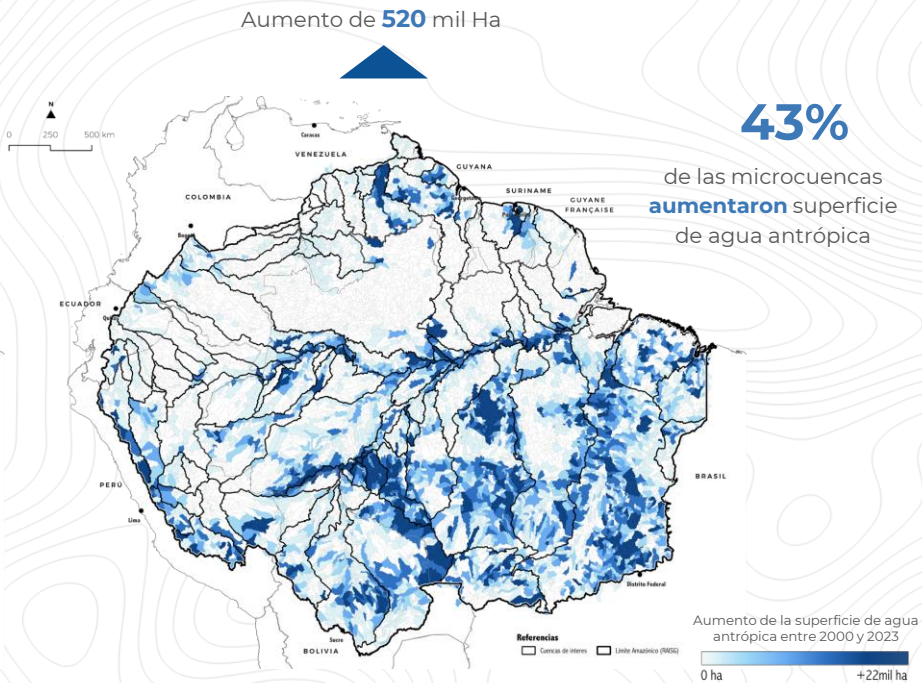 Aumento de 520 mil Ha
N
0 250 500 km
43%
de las microcuencas
aumentaron superficie
de agua antrópica
Caracas
VENEZUELA
GUYANA
SURINAME
GUYANE
FRANÇAISE
COLOMBIA
ECUADOR
PERÚ
Lima
BRASIL
Distrito Federal
Sucre
BOLIVIA
Referencias
Cuencas de interes
Límite Amazónico (RAISG)
Aumento de la superficie de agua
antrópica entre 2000 y 2023
0 ha
+22mil ha